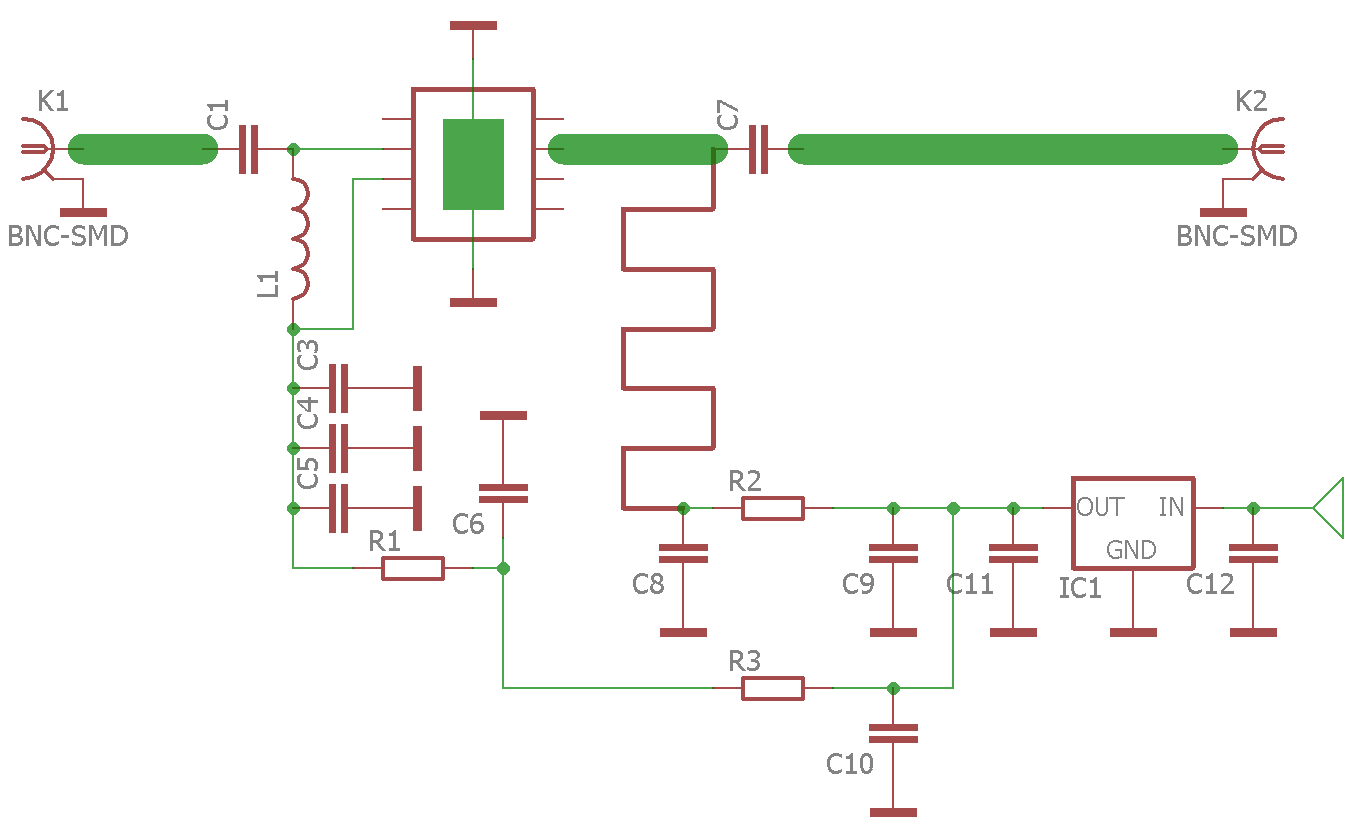 K1
C1
C7
K2
BNC-SMD
BNC-SMD
L1
C3
C4
C5
C6
R1
R2
OUT IN
GND
C8
C9
C11
IC1
C12
R3
C10